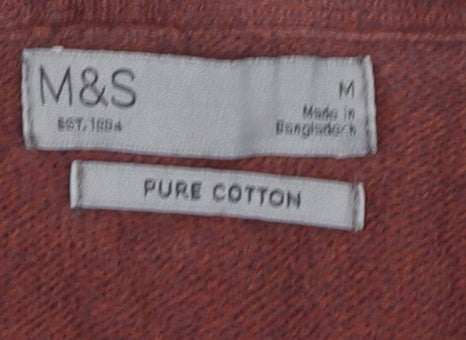 M&S
EST. 1884
M
Made in
Bangladesh
PURE COTTON